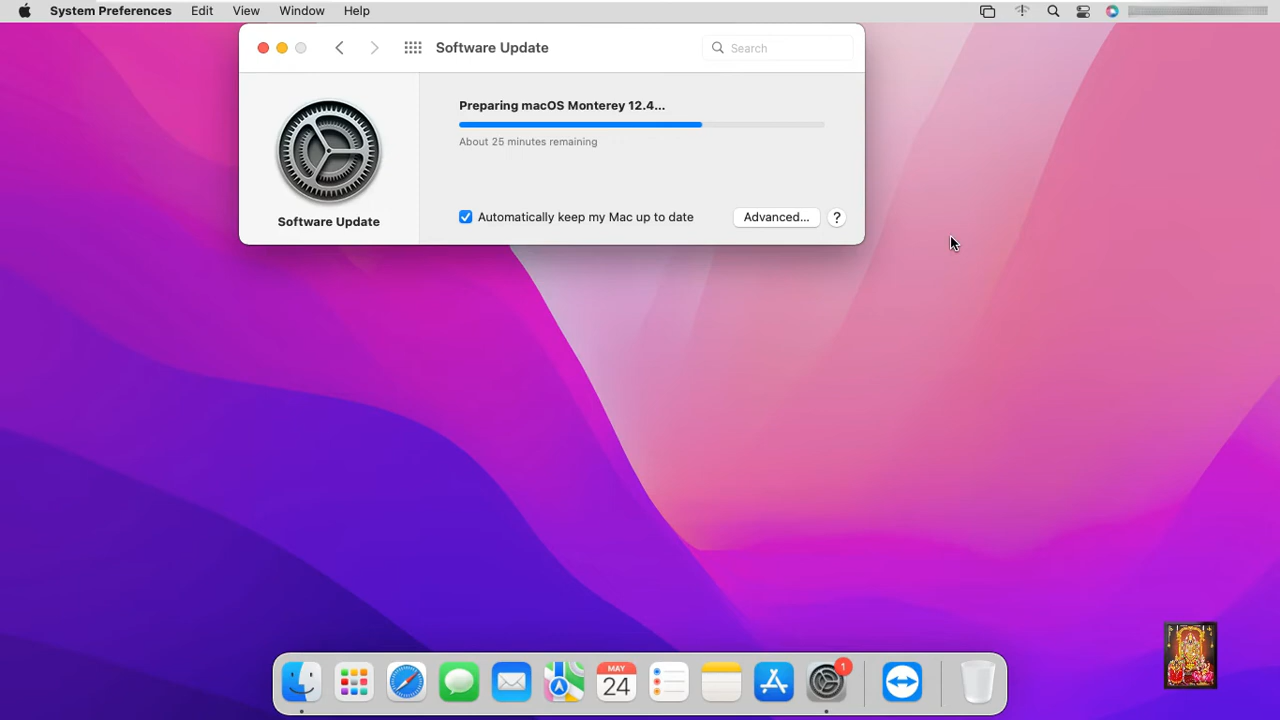 System Preferences Edit View Window Help
Software Update
Search
Preparing macOS Monterey 12.4...
About 25 minutes remaining
Software Update
Automatically keep my Mac up to date
Advanced...
?
MAY
24
1